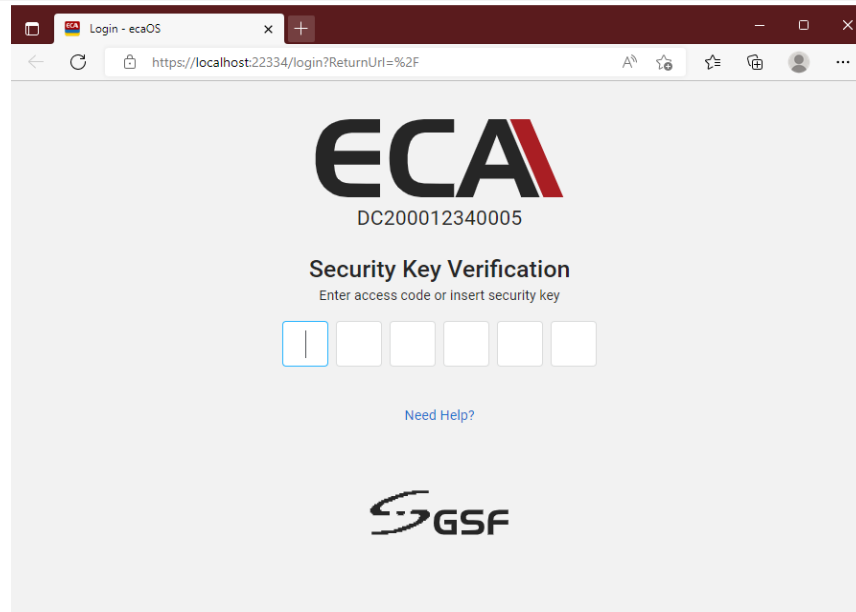 ECA Login - ecaOS
https://localhost:22334/login?ReturnUrl=%2F
ECA
DC200012340005
Security Key Verification
Enter access code or insert security key
Need Help?
GSF